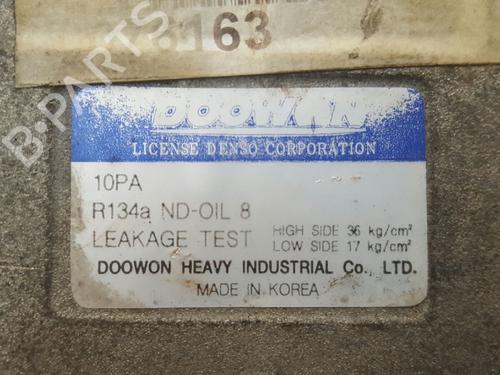 163
DOOWON
LICENSE DENSO CORPORATION
10PA
R134a ND-OIL 8
LEAKAGE TEST HIGH SIDE 36 kg/cm²
LOW SIDE 17 kg/cm²
DOOWON HEAVY INDUSTRIAL Co., LTD.
MADE IN KOREA
B-PARTS